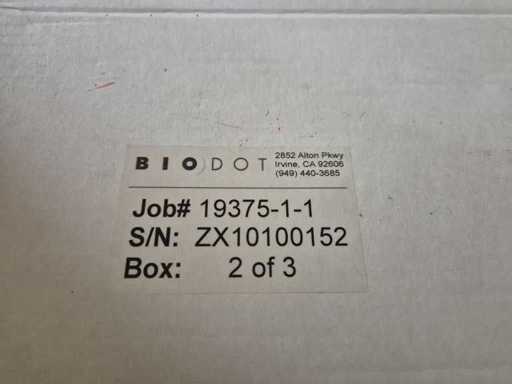 BIODOT
2852 Alton Pkwy
Irvine, CA 92606
(949) 440-3685
Job# 19375-1-1
S/N: ZX10100152
Box: 2 of 3